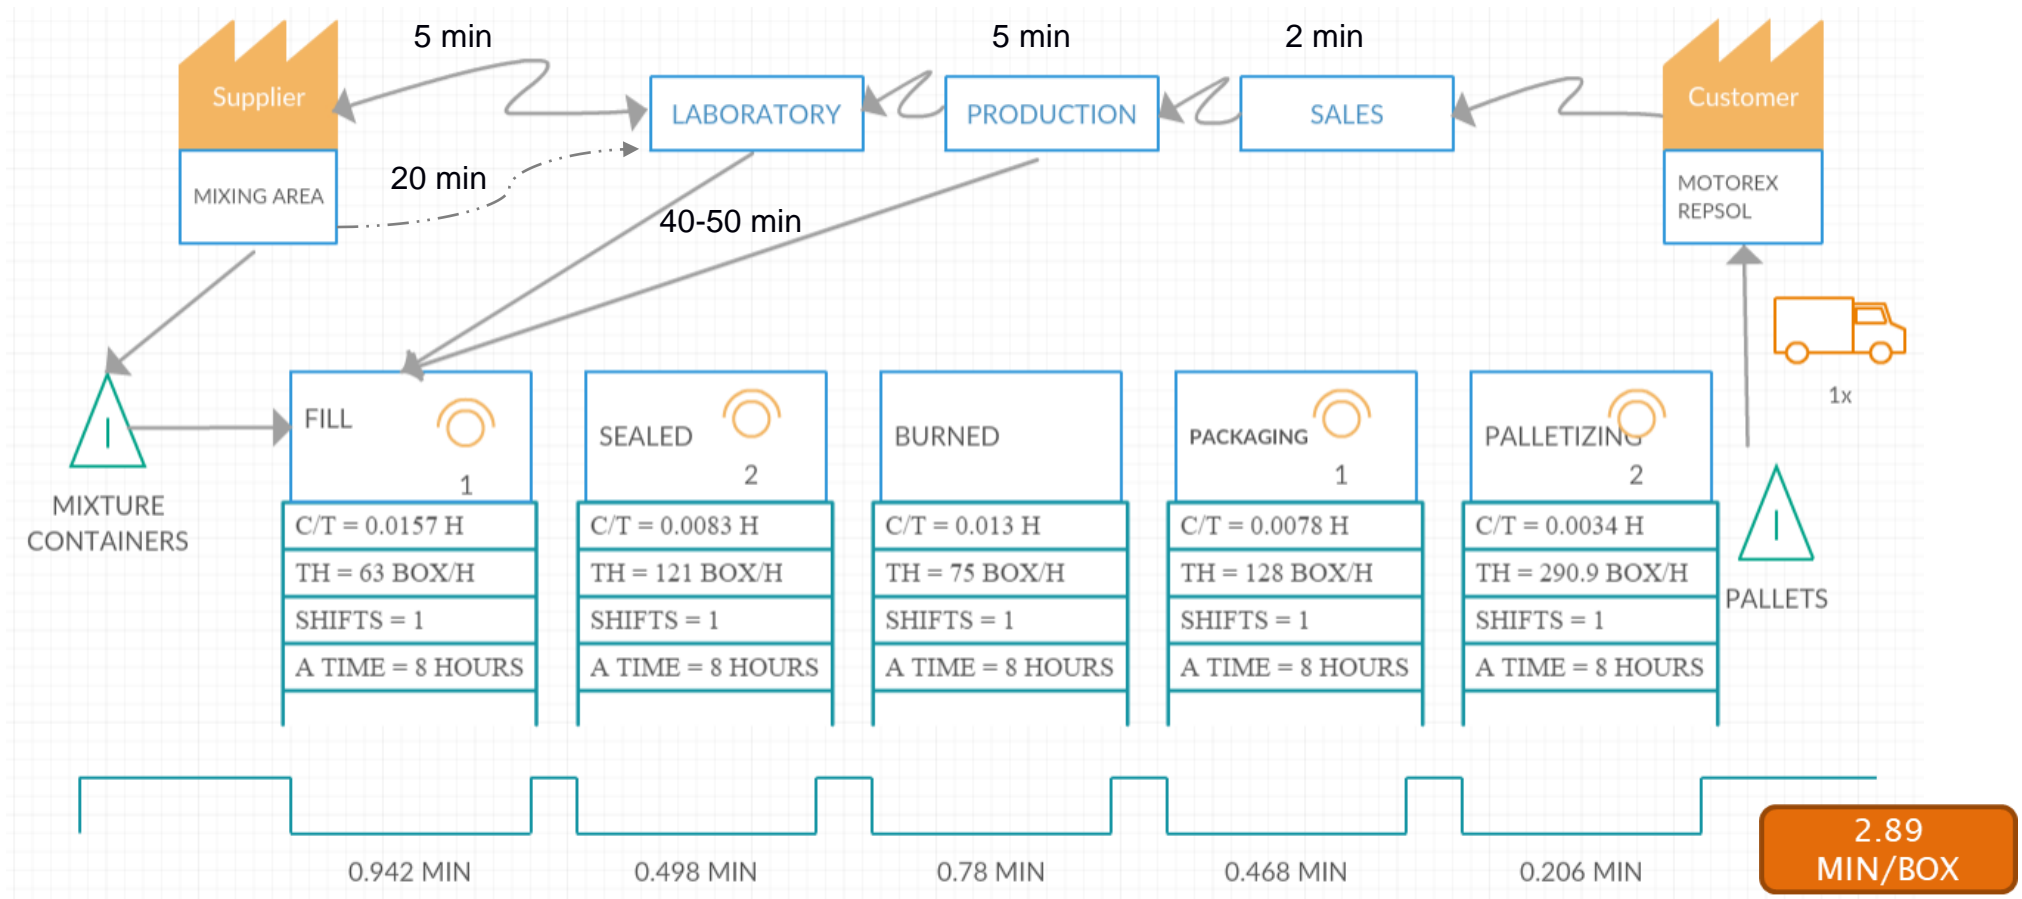 5 min
5 min
2 min
Supplier
LABORATORY
PRODUCTION
SALES
Customer
MIXING AREA
20 min
40-50 min
MOTOREX
REPSOL
1x
MIXTURE
CONTAINERS
FILL
1
SEALED
2
BURNED
PACKAGING
1
PALLETIZING
2
PALLETS
C/T = 0.0157 H
TH = 63 BOX/H
SHIFTS = 1
A TIME = 8 HOURS
C/T = 0.0083 H
TH = 121 BOX/H
SHIFTS = 1
A TIME = 8 HOURS
C/T = 0.013 H
TH = 75 BOX/H
SHIFTS = 1
A TIME = 8 HOURS
C/T = 0.0078 H
TH = 128 BOX/H
SHIFTS = 1
A TIME = 8 HOURS
C/T = 0.0034 H
TH = 290.9 BOX/H
SHIFTS = 1
A TIME = 8 HOURS
0.942 MIN
0.498 MIN
0.78 MIN
0.468 MIN
0.206 MIN
2.89
MIN/BOX